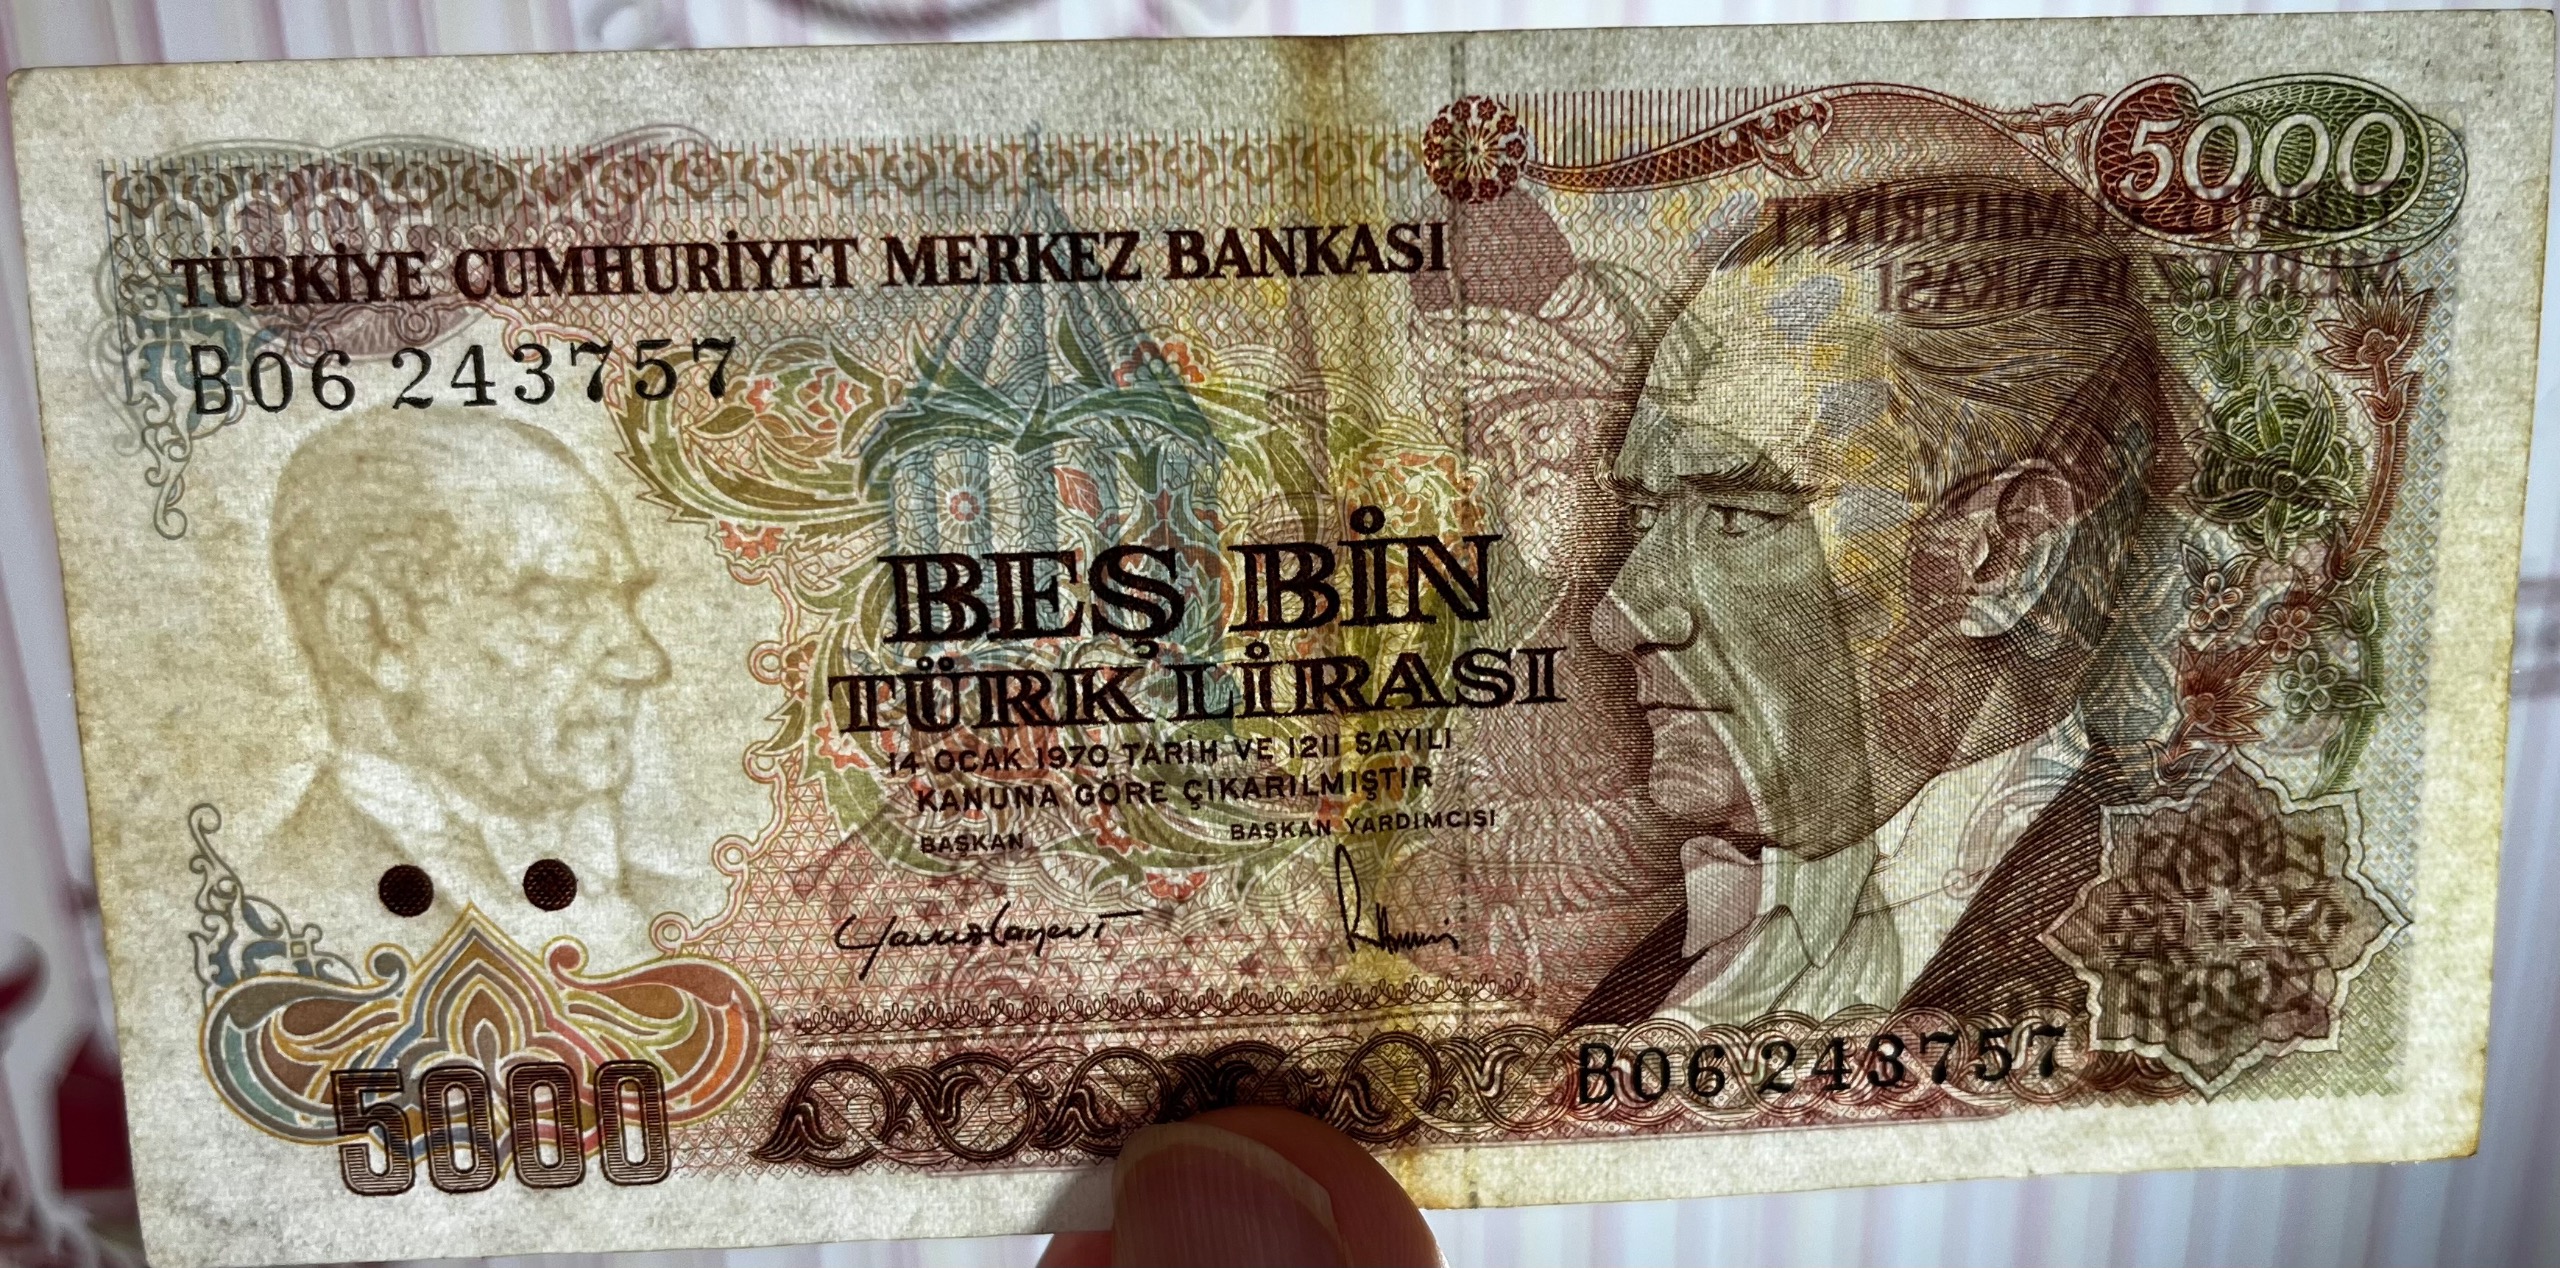 5000
TÜRKİYE CUMHURİYET MERKEZ BANKASI
B06 243757
BEŞ BİN
TÜRK LİRASI
14 OCAK 1970 TARİH VE 1211 SAYILI
KANUNA GÖRE ÇIKARILMIŞTIR
BAŞKAN BAŞKAN YARDIMCISI
B06 243757
5000